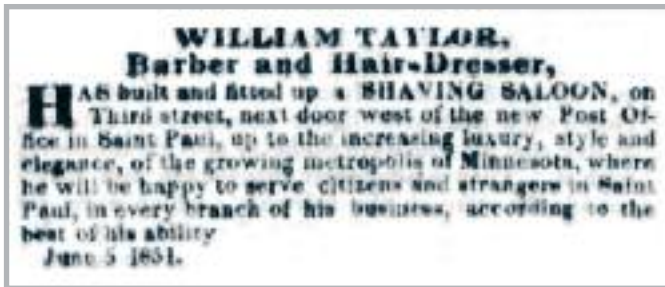 WILLIAM TAYLOR,
Barber and Hair-Dresser,
HAS built and fitted up a SHAVING SALOON, on
Third street, next door west of the new Post Of-
fice in Saint Paul, up to the increasing luxury, style and
elegance, of the growing metropolis of Minnesota, where
he will be happy to serve citizens and strangers in Saint
Paul, in every branch of his business, according to the
best of his ability
June 5 1851.